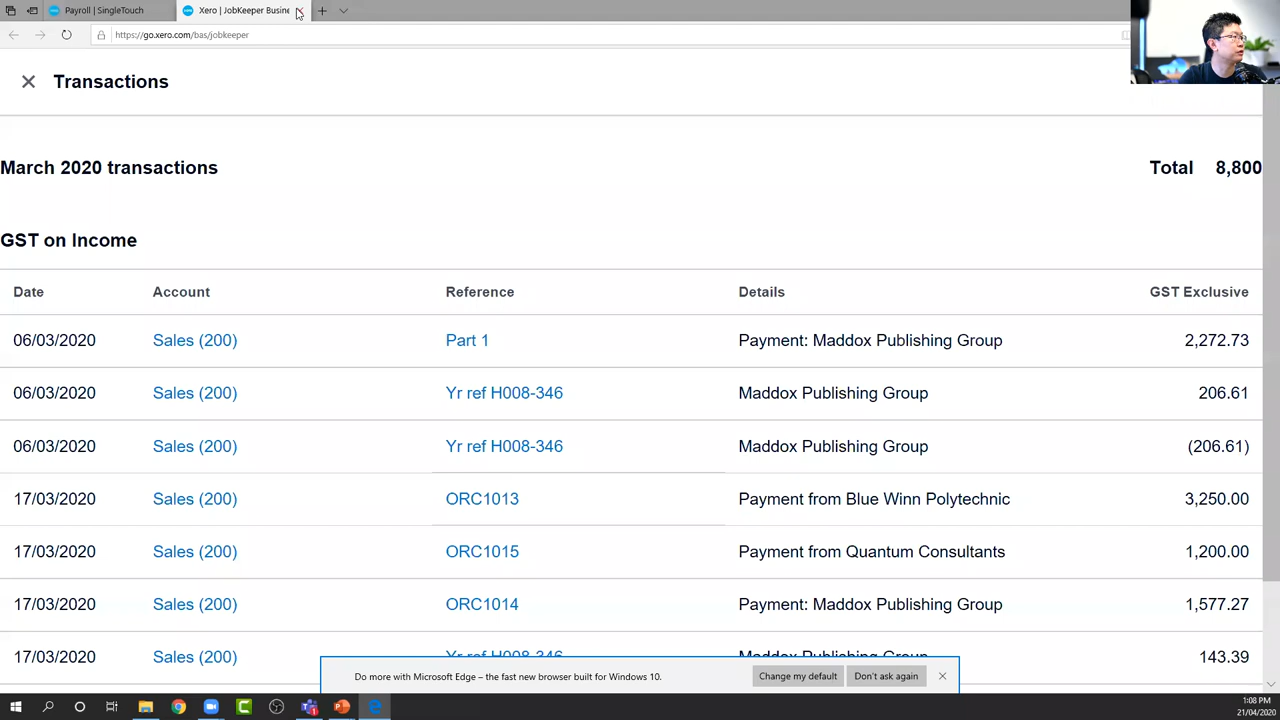 Payroll | SingleTouch
Xero | JobKeeper Busine
https://go.xero.com/bas/jobkeeper
Transactions
March 2020 transactions Total 8,800
GST on Income
Date Account Reference Details GST Exclusive
06/03/2020 Sales (200) Part 1 Payment: Maddox Publishing Group 2,272.73
06/03/2020 Sales (200) Yr ref H008-346 Maddox Publishing Group 206.61
06/03/2020 Sales (200) Yr ref H008-346 Maddox Publishing Group (206.61)
17/03/2020 Sales (200) ORC1013 Payment from Blue Winn Polytechnic 3,250.00
17/03/2020 Sales (200) ORC1015 Payment from Quantum Consultants 1,200.00
17/03/2020 Sales (200) ORC1014 Payment: Maddox Publishing Group 1,577.27
17/03/2020 Sales (200) Yr ref H008-346 Maddox Publishing Group 143.39
Do more with Microsoft Edge – the fast new browser built for Windows 10. Change my default Don't ask again
1:08 PM
21/04/2020